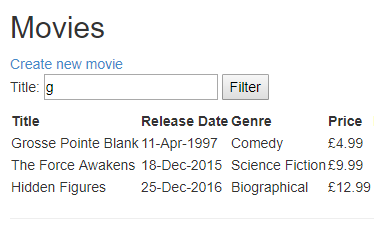 Movies
Create new movie
Title: g Filter
Title Release Date Genre Price
Grosse Pointe Blank 11-Apr-1997 Comedy £4.99
The Force Awakens 18-Dec-2015 Science Fiction £9.99
Hidden Figures 25-Dec-2016 Biographical £12.99